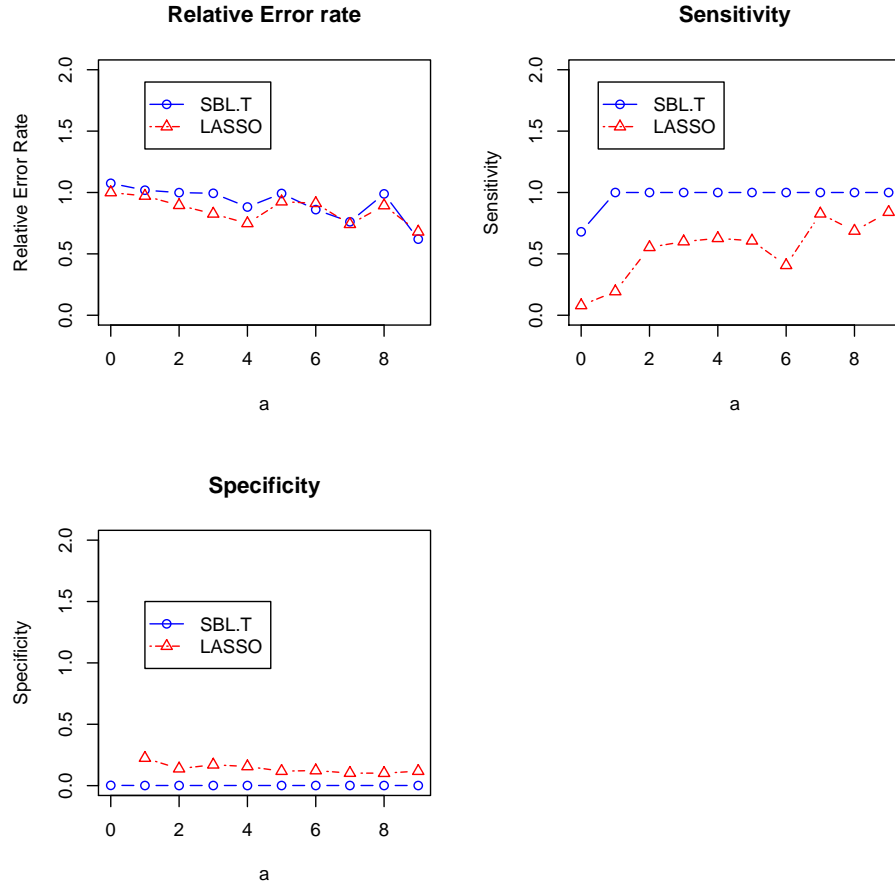 Relative Error rate
Relative Error Rate
2.0
1.5
1.0
0.5
0.0
SBL.T
LASSO
0 2 4 6 8
a
Sensitivity
Sensitivity
2.0
1.5
1.0
0.5
0.0
SBL.T
LASSO
0 2 4 6 8
a
Specificity
Specificity
2.0
1.5
1.0
0.5
0.0
SBL.T
LASSO
0 2 4 6 8
a